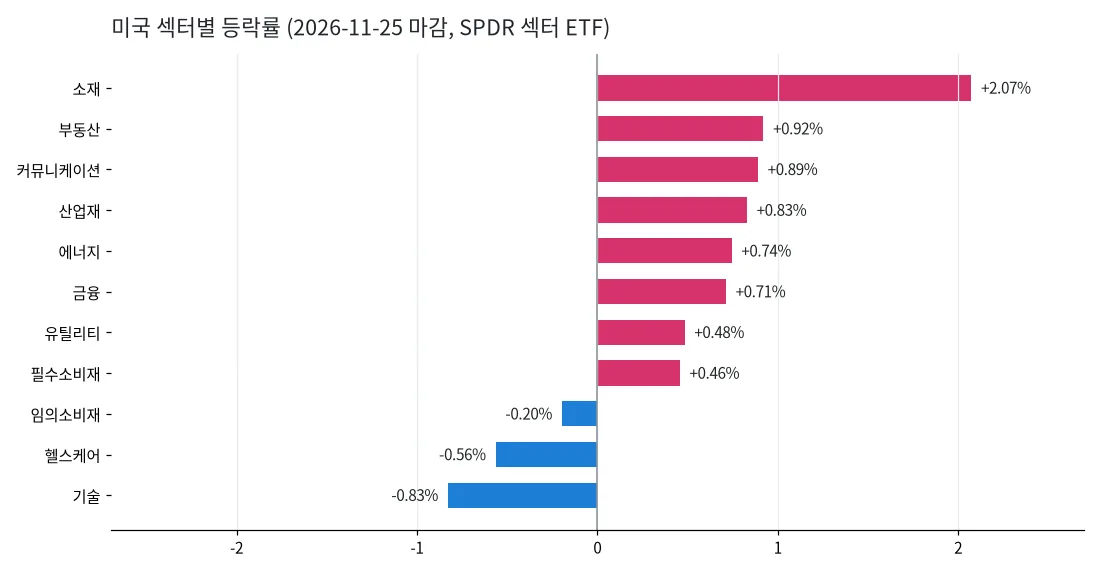 미국 섹터별 등락률 (2026-11-25 마감, SPDR 섹터 ETF)
소재 +2.07%
부동산 +0.92%
커뮤니케이션 +0.89%
산업재 +0.83%
에너지 +0.74%
금융 +0.71%
유틸리티 +0.48%
필수소비재 +0.46%
임의소비재 -0.20%
헬스케어 -0.56%
기술 -0.83%
-2 -1 0 1 2